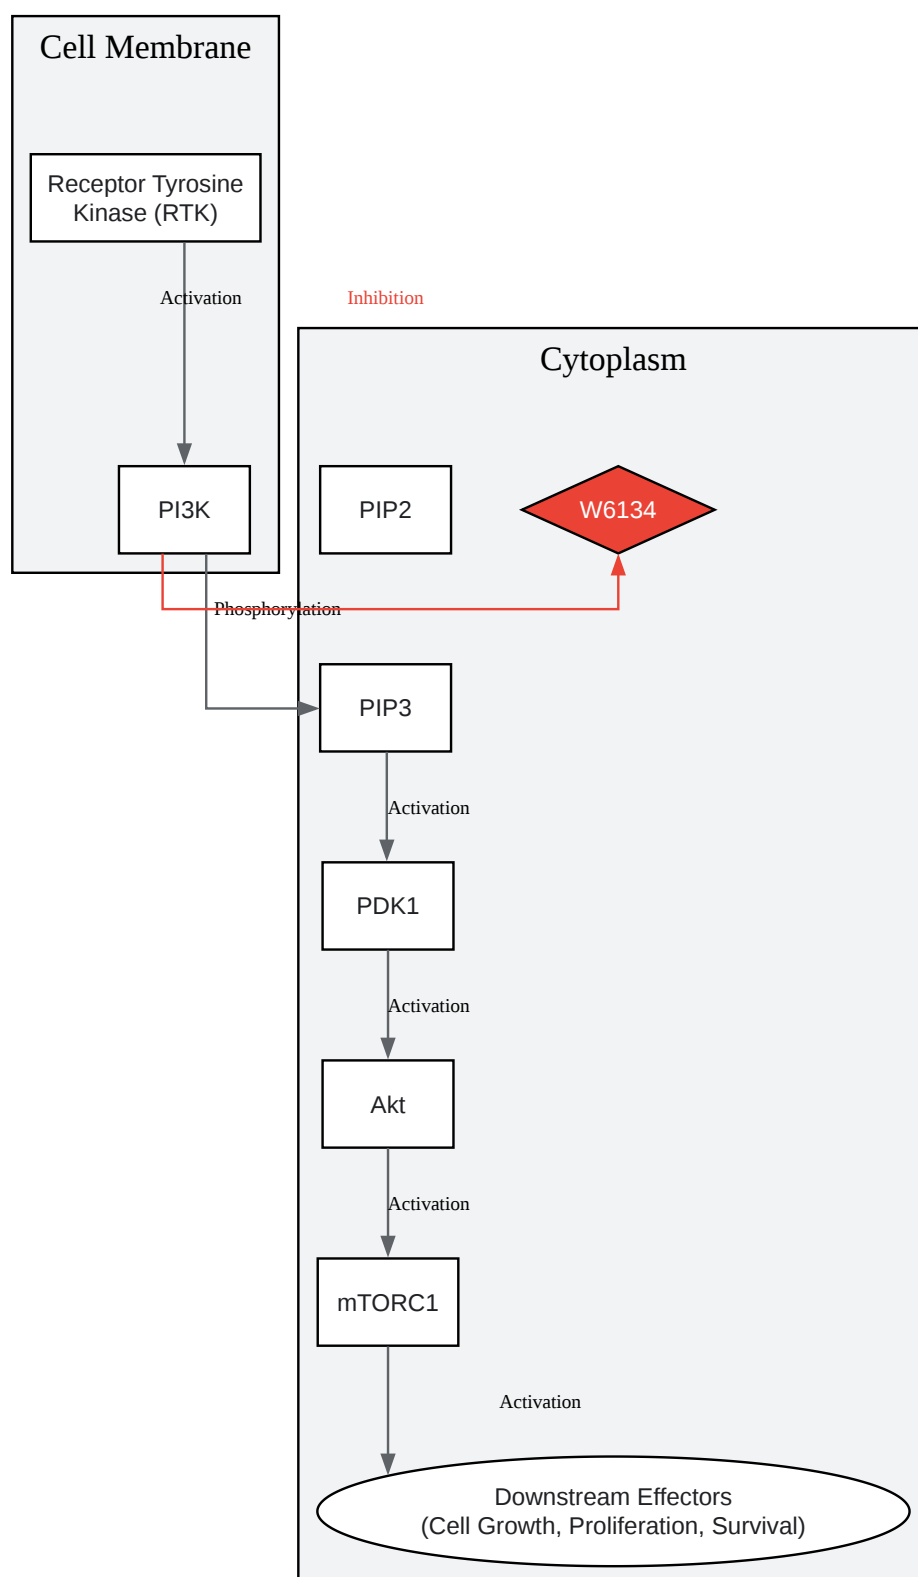 Cell Membrane
Receptor Tyrosine
Kinase (RTK)
Activation
Inhibition
Cytoplasm
PI3K
PIP2
W6134
Phosphorylation
PIP3
Activation
PDK1
Activation
Akt
Activation
mTORC1
Activation
Downstream Effectors
(Cell Growth, Proliferation, Survival)